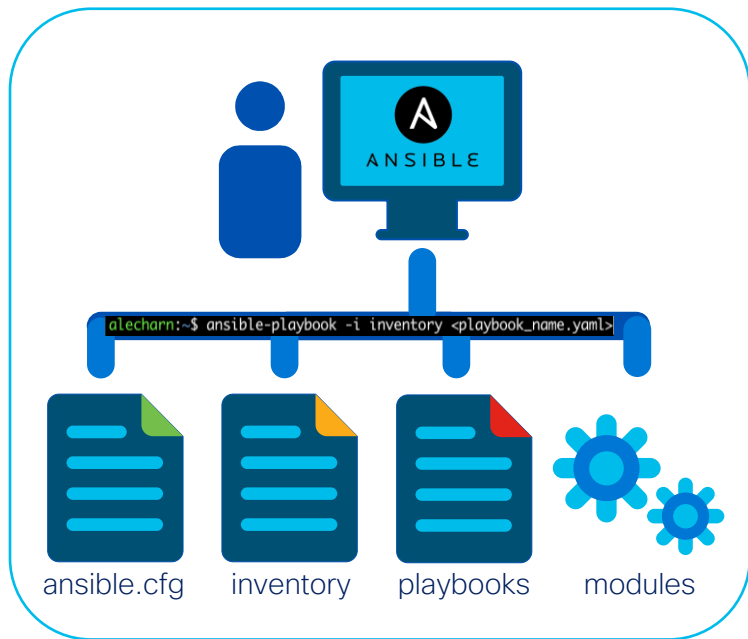 ANSIBLE
alecharn:~$ ansible-playbook -i inventory <playbook_name.yaml>
ansible.cfg inventory playbooks modules